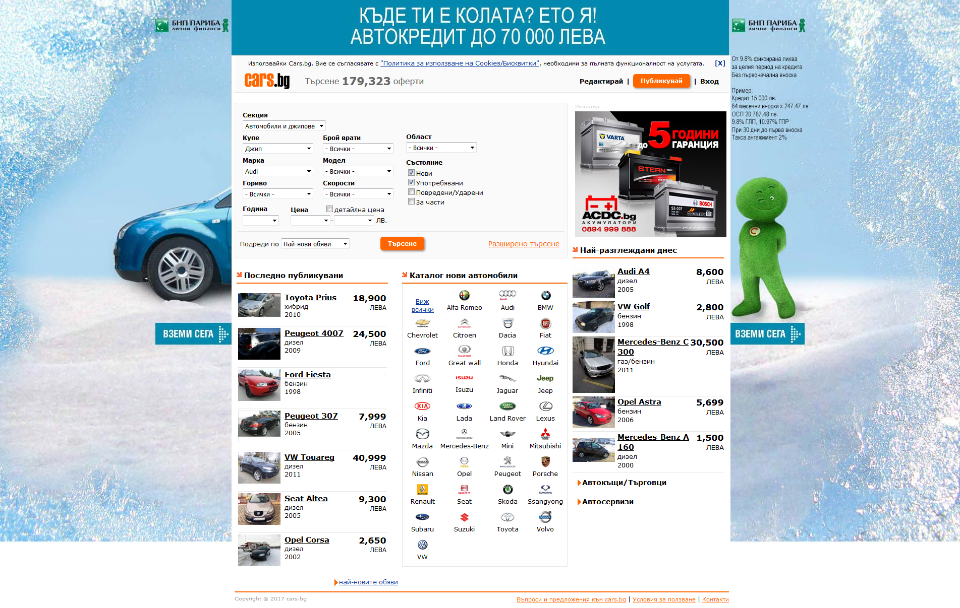 БНП ПАРИБА
лични финанси
КЪДЕ ТИ Е КОЛАТА? ЕТО Я!
АВТОКРЕДИТ ДО 70 000 ЛЕВА
БНП ПАРИБА
лични финанси
Използвайки Cars.bg, Вие се съгласявате с "Политика за използване на Cookies/Бисквитки", необходими за пълната функционалност на услугата. [X]
cars.bg Търсене 179,323 оферти Редактирай | Публикувай | Вход
От 9.8% фиксирана лихва
за целия период на кредита
Без първоначална вноска
Пример:
Кредит 15 000 лв.
84 месечни вноски x 247.47 лв.
ОСП 20 787.48 лв.
9.8% ГЛП, 10.97% ГПР
При 30 дни до първа вноска
Такса ангажимент 2%
Секция
Автомобили и джипове
Купе Брой врати Област
Джип - Всички - - Всички -
Марка Модел Състояние
Audi - Всички - Нови
Употребявани
Гориво Скорости Повредени/Ударени
- Всички - - Всички - За части
Година Цена детайлна цена
ЛВ.
Подреди по Най-нови обяви Търсене Разширено търсене
VARTA
до 5 ГОДИНИ
ГАРАНЦИЯ
STERN
BOSCH
ACDC.bg
АКУМУЛАТОРИ
0894 999 888
ВЗЕМИ СЕГА
ВЗЕМИ СЕГА
Последно публикувани
Toyota Prius 18,900
хибрид ЛЕВА
2010
Peugeot 4007 24,500
дизел ЛЕВА
2009
Ford Fiesta
бензин
1998
Peugeot 307 7,999
бензин ЛЕВА
2005
VW Touareg 40,999
дизел ЛЕВА
2011
Seat Altea 9,300
дизел ЛЕВА
2005
Opel Corsa 2,650
дизел ЛЕВА
2002
най-новите обяви
Каталог нови автомобили
Виж
всички Alfa Romeo Audi BMW
Chevrolet Citroen Dacia Fiat
Ford Great wall Honda Hyundai
Infiniti Isuzu Jaguar Jeep
Kia Lada Land Rover Lexus
Mazda Mercedes-Benz Mini Mitsubishi
Nissan Opel Peugeot Porsche
Renault Seat Skoda Ssangyong
Subaru Suzuki Toyota Volvo
VW
Най-разглеждани днес
Audi A4 8,600
дизел ЛЕВА
2005
VW Golf 2,800
бензин ЛЕВА
1998
Mercedes-Benz C 30,500
300 ЛЕВА
газ/бензин
2011
Opel Astra 5,699
бензин ЛЕВА
2006
Mercedes-Benz A 1,500
160 ЛЕВА
дизел
2000
Автокъщи/Търговци
Автосервизи
Copyright @ 2017 cars-bg Въпроси и предложения към cars.bg | Условия за ползване | Контакти